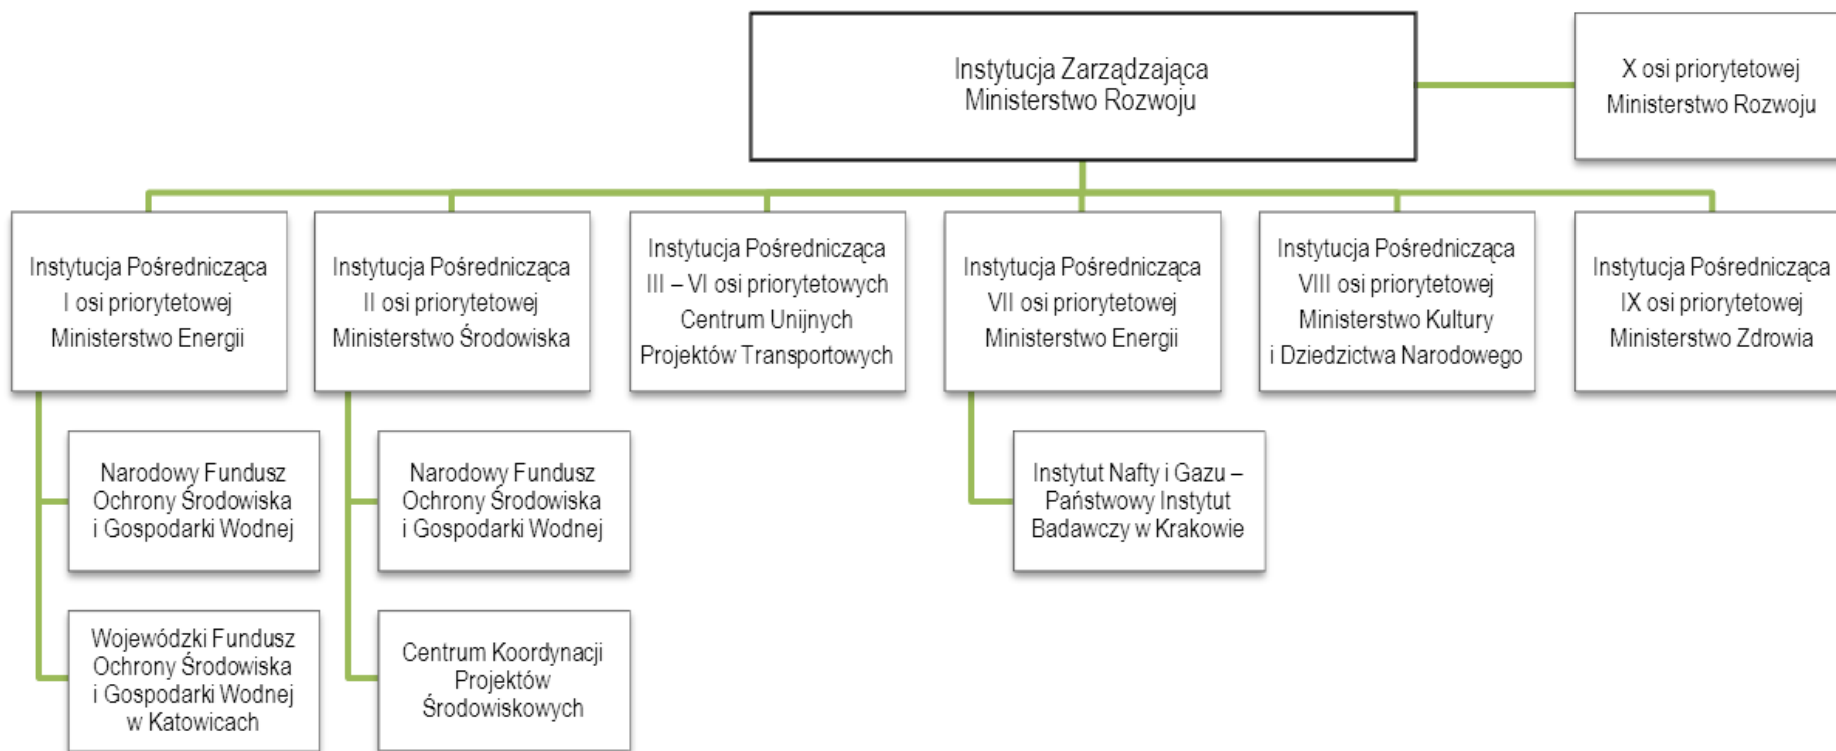 Instytucja Zarządzająca
Ministerstwo Rozwoju
X osi priorytetowej
Ministerstwo Rozwoju
Instytucja Pośrednicząca
I osi priorytetowej
Ministerstwo Energii
Instytucja Pośrednicząca
II osi priorytetowej
Ministerstwo Środowiska
Instytucja Pośrednicząca
III – VI osi priorytetowych
Centrum Unijnych
Projektów Transportowych
Instytucja Pośrednicząca
VII osi priorytetowej
Ministerstwo Energii
Instytucja Pośrednicząca
VIII osi priorytetowej
Ministerstwo Kultury
i Dziedzictwa Narodowego
Instytucja Pośrednicząca
IX osi priorytetowej
Ministerstwo Zdrowia
Narodowy Fundusz
Ochrony Środowiska
i Gospodarki Wodnej
Narodowy Fundusz
Ochrony Środowiska
i Gospodarki Wodnej
Instytut Nafty i Gazu –
Państwowy Instytut
Badawczy w Krakowie
Wojewódzki Fundusz
Ochrony Środowiska
i Gospodarki Wodnej
w Katowicach
Centrum Koordynacji
Projektów
Środowiskowych